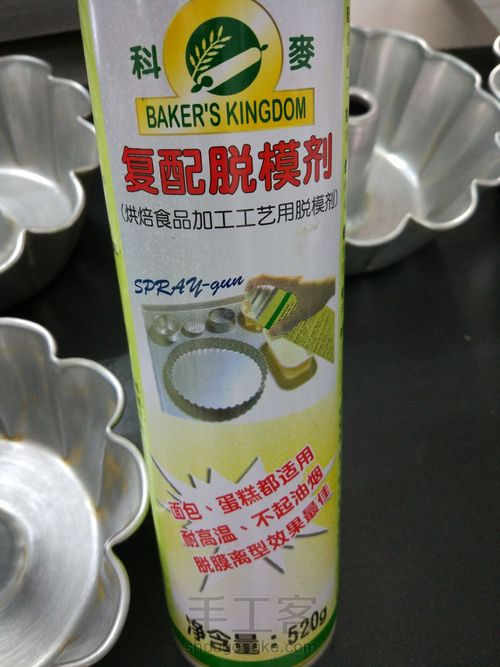 科 麥
BAKER'S KINGDOM
复配脱模剂
(烘焙食品加工工艺用脱模剂)
SPRAY-gun
面包、蛋糕都适用
耐高温、不起油烟
脱膜离型效果最佳
手工客
净含量：520g